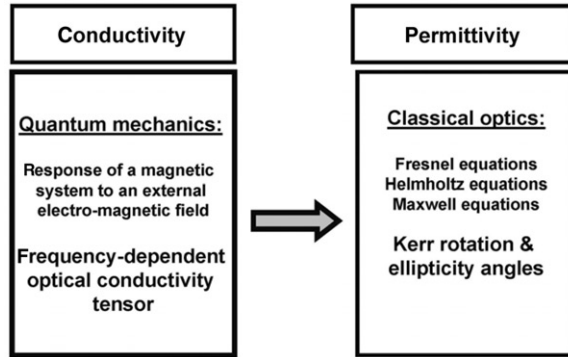 Conductivity
Quantum mechanics:
Response of a magnetic
system to an external
electro-magnetic field
Frequency-dependent
optical conductivity
tensor
Permittivity
Classical optics:
Fresnel equations
Helmholtz equations
Maxwell equations
Kerr rotation &
ellipticity angles